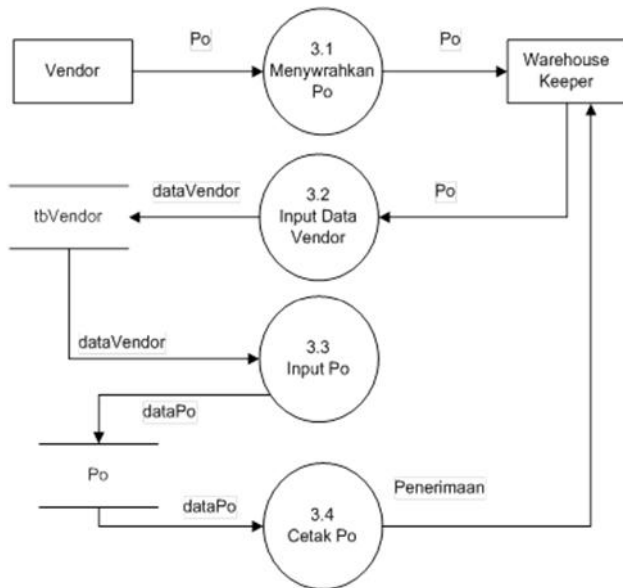 Po
Po
Vendor
3.1
Menywrahkan
Po
Warehouse
Keeper
dataVendor
3.2
Input Data
Vendor
Po
tbVendor
dataVendor
3.3
Input Po
dataPo
Po
dataPo
3.4
Cetak Po
Penerimaan